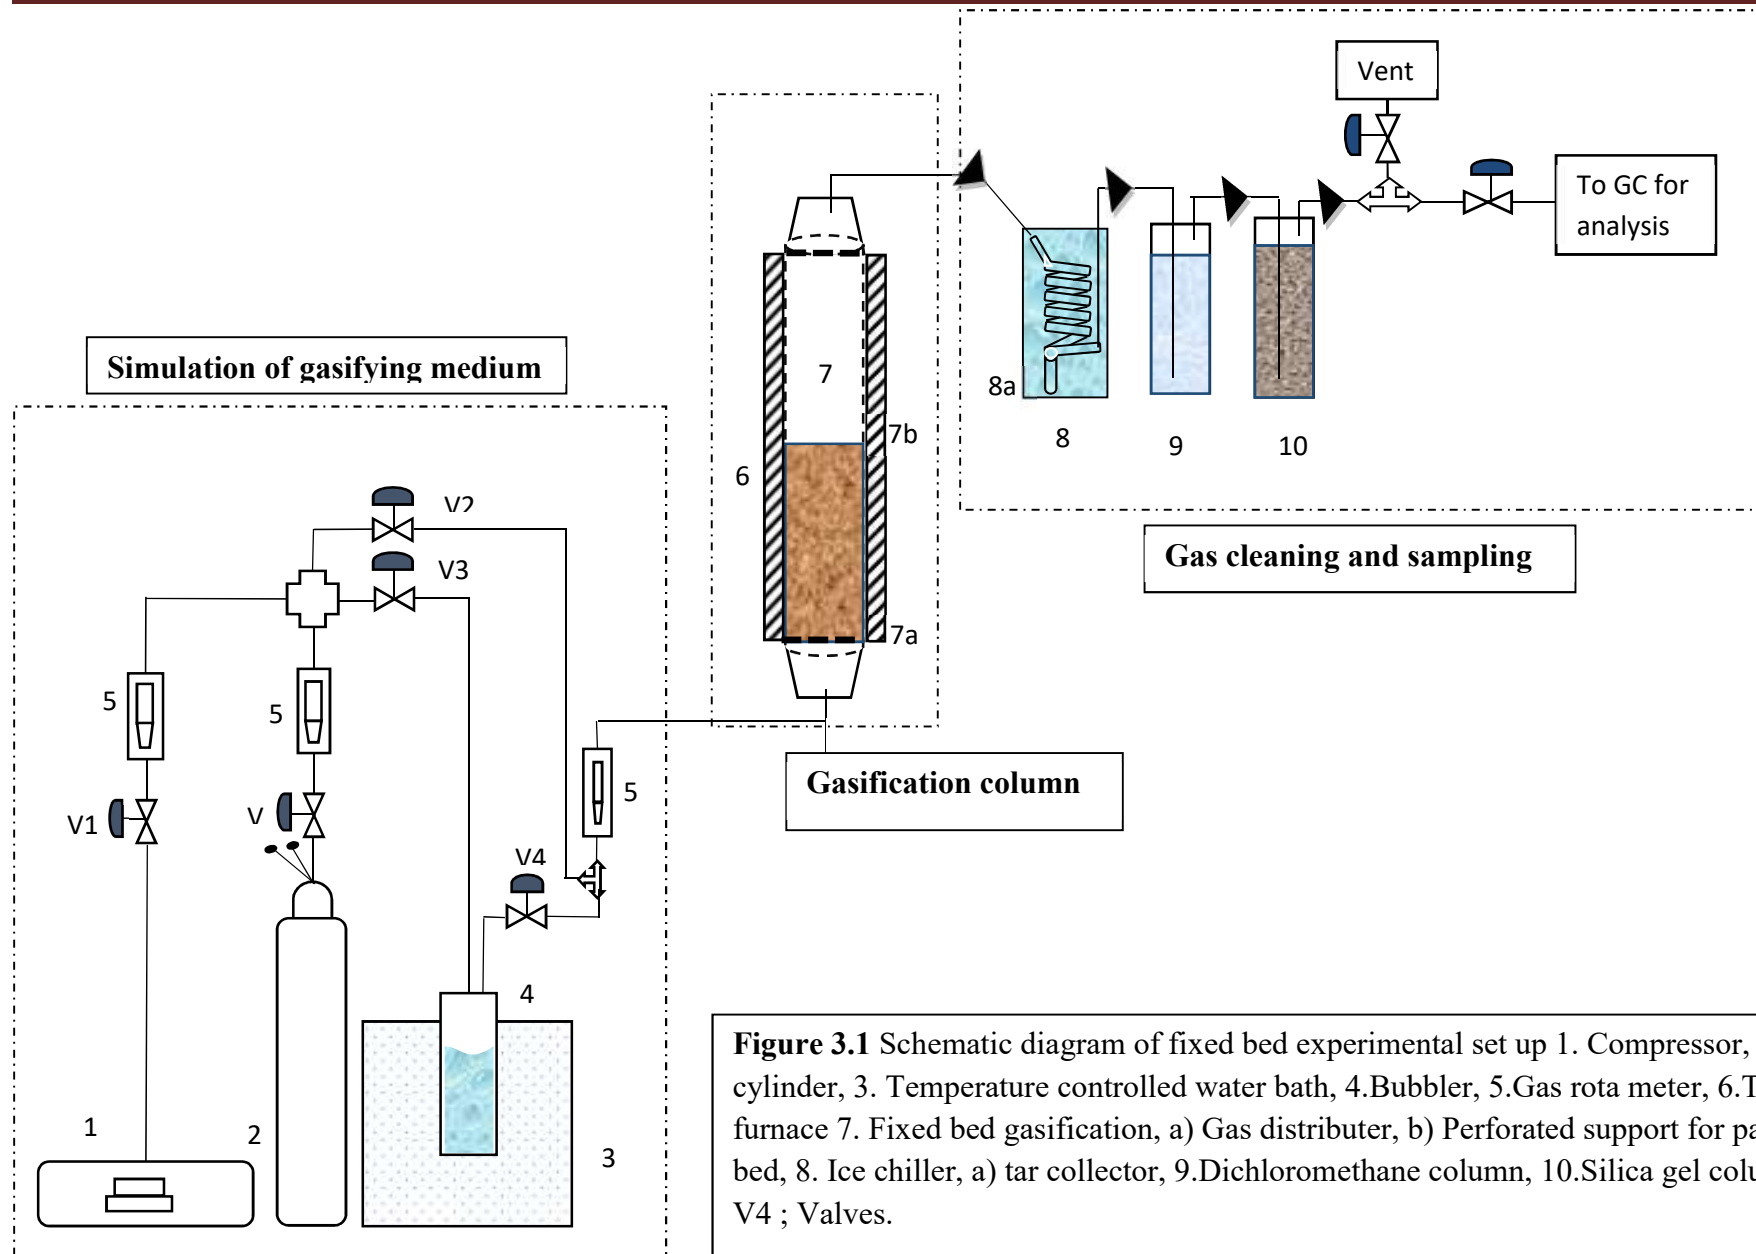 Vent
To GC for
analysis
Simulation of gasifying medium
7
8a
7b
8
9
10
6
V2
Gas cleaning and sampling
V3
7a
5
5
Gasification column
5
V1
V
V4
4
1
2
3
Figure 3.1 Schematic diagram of fixed bed experimental set up 1. Compressor,
cylinder, 3. Temperature controlled water bath, 4.Bubbler, 5.Gas rota meter, 6.T
furnace 7. Fixed bed gasification, a) Gas distributer, b) Perforated support for pa
bed, 8. Ice chiller, a) tar collector, 9.Dichloromethane column, 10.Silica gel colu
V4 ; Valves.